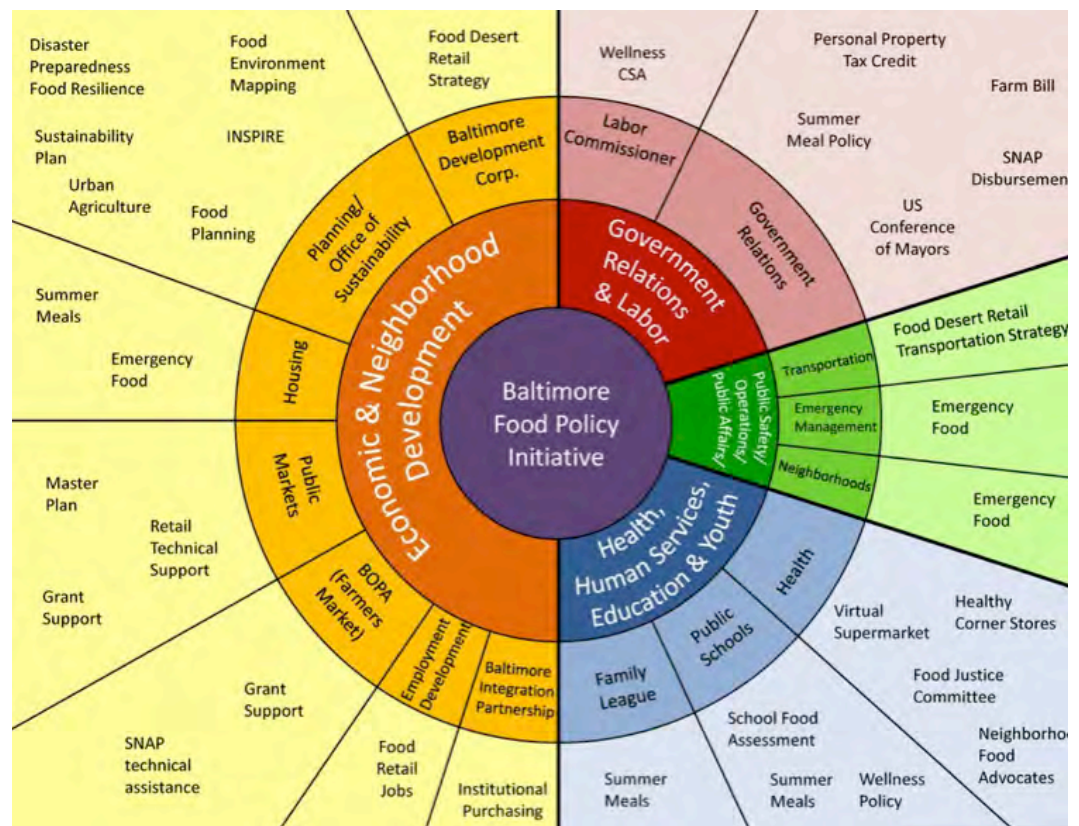 Baltimore
Food Policy
Initiative
Economic & Neighborhood
Development
Baltimore
Development
Corp.
Food Desert
Retail
Strategy
Planning/
Office of
Sustainability
Disaster
Preparedness
Food Resilience
Food
Environment
Mapping
Sustainability
Plan
INSPIRE
Urban
Agriculture
Food
Planning
Housing
Summer
Meals
Emergency
Food
Public
Markets
Master
Plan
Retail
Technical
Support
Grant
Support
BOPA
(Farmers
Market)
Grant
Support
SNAP
technical
assistance
Employment
Development
Food
Retail
Jobs
Baltimore
Integration
Partnership
Institutional
Purchasing
Government
Relations
& Labor
Labor
Commissioner
Wellness
CSA
Government
Relations
Personal Property
Tax Credit
Farm Bill
Summer
Meal Policy
SNAP
Disbursemen
US
Conference
of Mayors
Public Safety/
Operations/
Public Affairs/
Transportation
Food Desert Retail
Transportation Strategy
Emergency
Management
Emergency
Food
Neighborhoods
Emergency
Food
Health,
Human Services,
Education & Youth
Health
Virtual
Supermarket
Healthy
Corner Stores
Food Justice
Committee
Neighborho
Food
Advocates
Public
Schools
School Food
Assessment
Summer
Meals
Wellness
Policy
Family
League
Summer
Meals